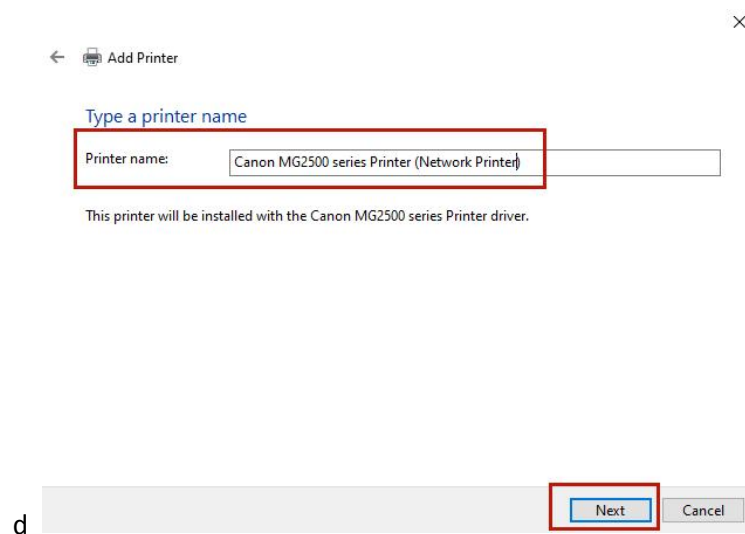 Add Printer
Type a printer name
Printer name: Canon MG2500 series Printer (Network Printer)
This printer will be installed with the Canon MG2500 series Printer driver.
Next Cancel
d